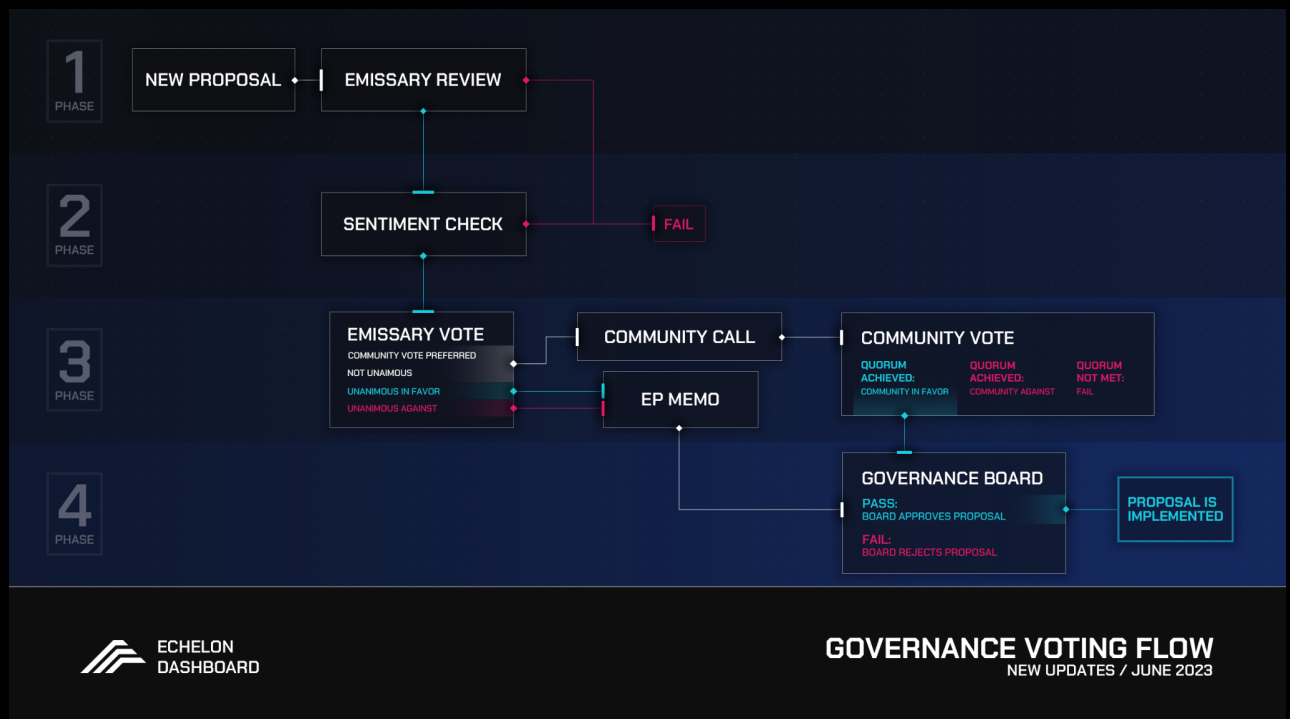 1
PHASE
NEW PROPOSAL
EMISSARY REVIEW
2
PHASE
SENTIMENT CHECK
FAIL
3
PHASE
EMISSARY VOTE
COMMUNITY VOTE PREFERRED
NOT UNAIMOUS
UNANIMOUS IN FAVOR
UNANIMOUS AGAINST
COMMUNITY CALL
EP MEMO
COMMUNITY VOTE
QUORUM
ACHIEVED:
COMMUNITY IN FAVOR
QUORUM
ACHIEVED:
COMMUNITY AGAINST
QUORUM
NOT MET:
FAIL
4
PHASE
GOVERNANCE BOARD
PASS:
BOARD APPROVES PROPOSAL
FAIL:
BOARD REJECTS PROPOSAL
PROPOSAL IS
IMPLEMENTED
ECHELON
DASHBOARD
GOVERNANCE VOTING FLOW
NEW UPDATES / JUNE 2023